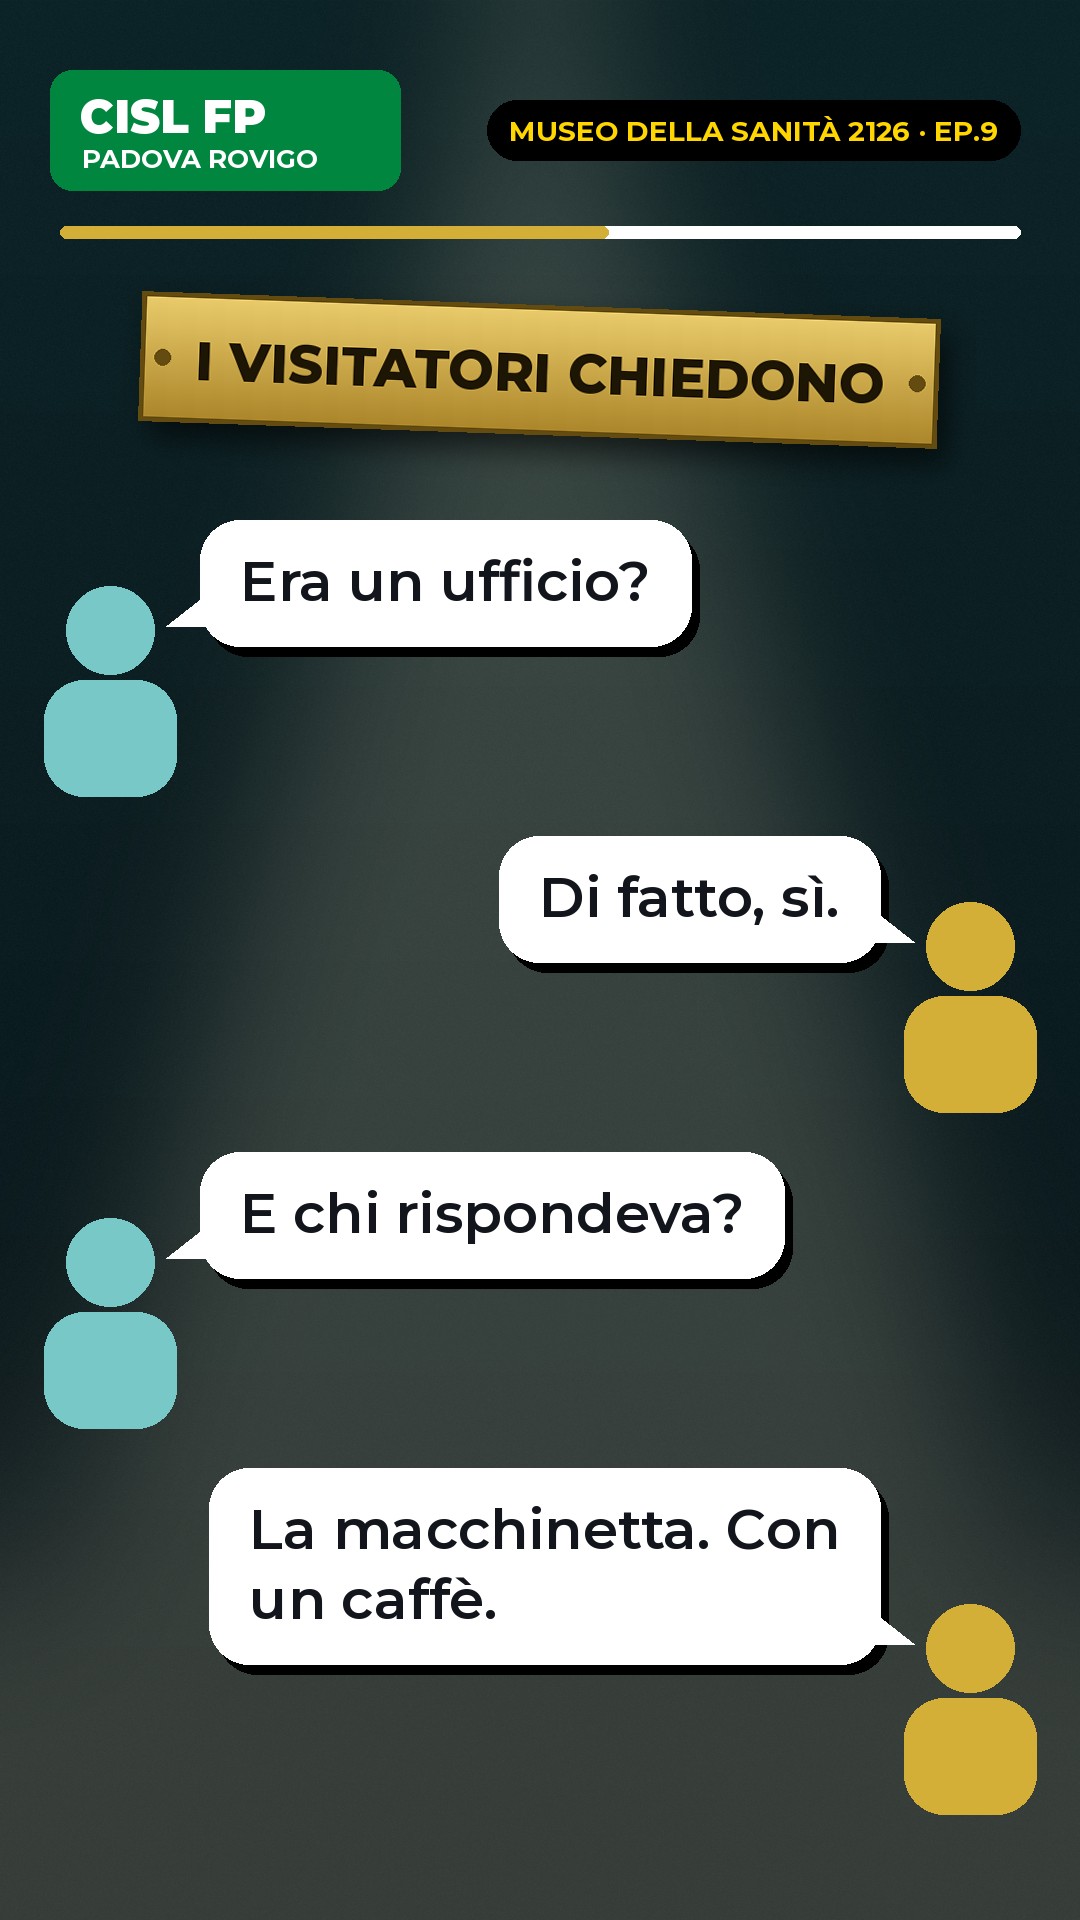 CISL FP
PADOVA ROVIGO
MUSEO DELLA SANITÀ 2126 · EP.9
I VISITATORI CHIEDONO
Era un ufficio?
Di fatto, sì.
E chi rispondeva?
La macchinetta. Con
un caffè.